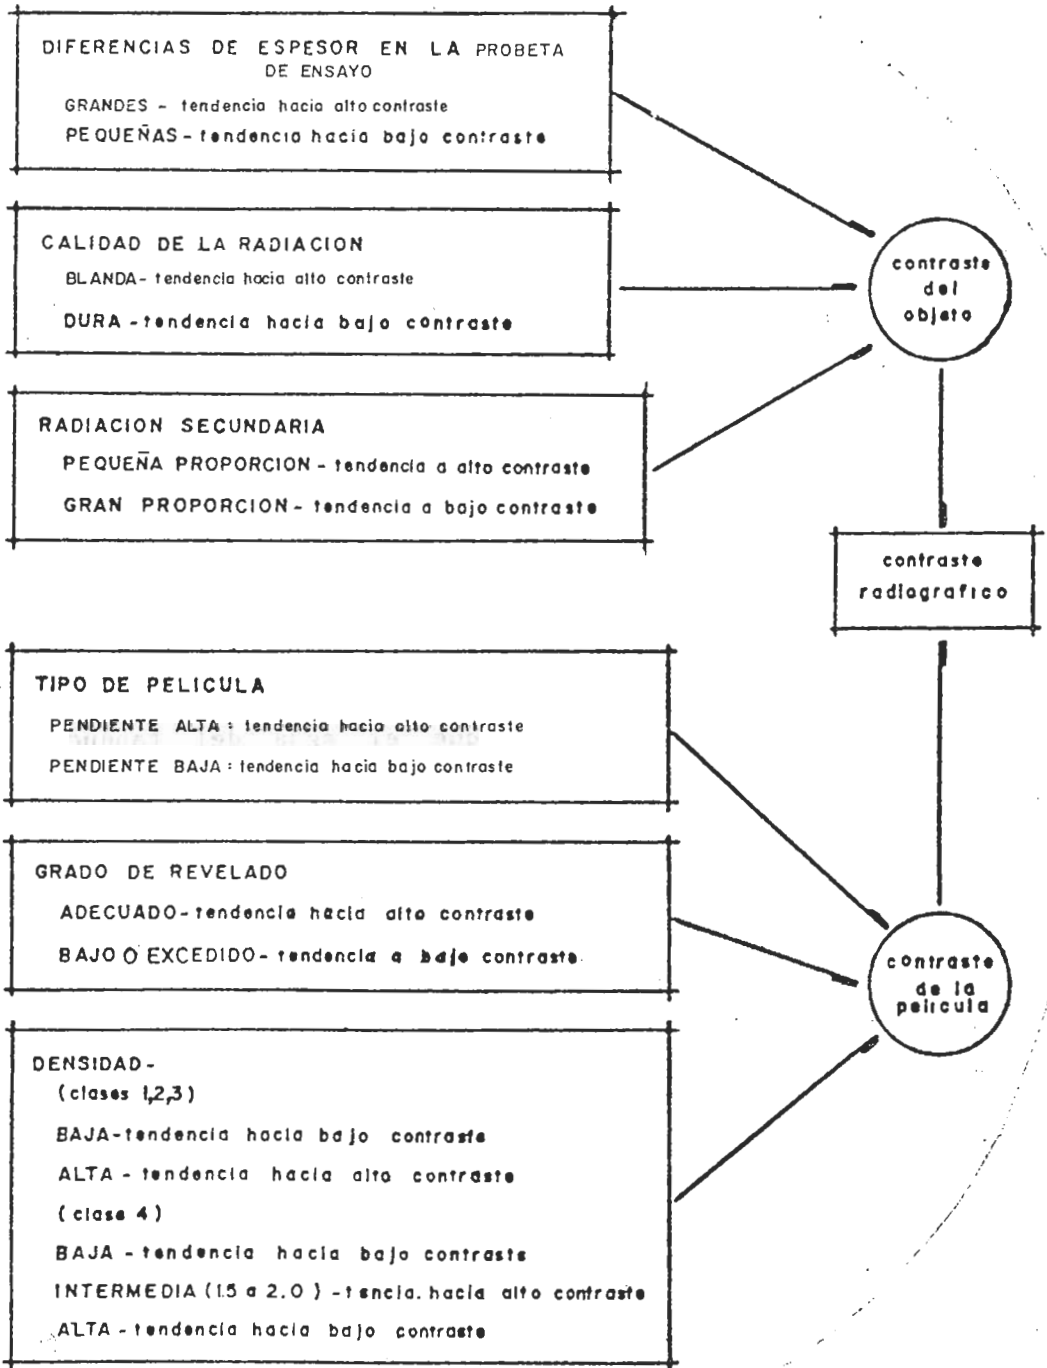 DIFERENCIAS DE ESPESOR EN LA PROBETA
DE ENSAYO
GRANDES - tendencia hacia alto contraste
PEQUEÑAS - tendencia hacia bajo contraste
CALIDAD DE LA RADIACION
BLANDA - tendencia hacia alto contraste
DURA - tendencia hacia bajo contraste
RADIACION SECUNDARIA
PEQUEÑA PROPORCION - tendencia a alto contraste
GRAN PROPORCION - tendencia a bajo contraste
contraste
del
objeto
contraste
radiografico
TIPO DE PELICULA
PENDIENTE ALTA : tendencia hacia alto contraste
PENDIENTE BAJA : tendencia hacia bajo contraste
GRADO DE REVELADO
ADECUADO - tendencia hacia alto contraste
BAJO O EXCEDIDO - tendencia a bajo contraste
contraste
de la
pelicula
DENSIDAD -
(clases 1,2,3)
BAJA - tendencia hacia bajo contraste
ALTA - tendencia hacia alto contraste
(clase 4)
BAJA - tendencia hacia bajo contraste
INTERMEDIA (1.5 a 2.0) - tencia. hacia alto contraste
ALTA - tendencia hacia bajo contraste